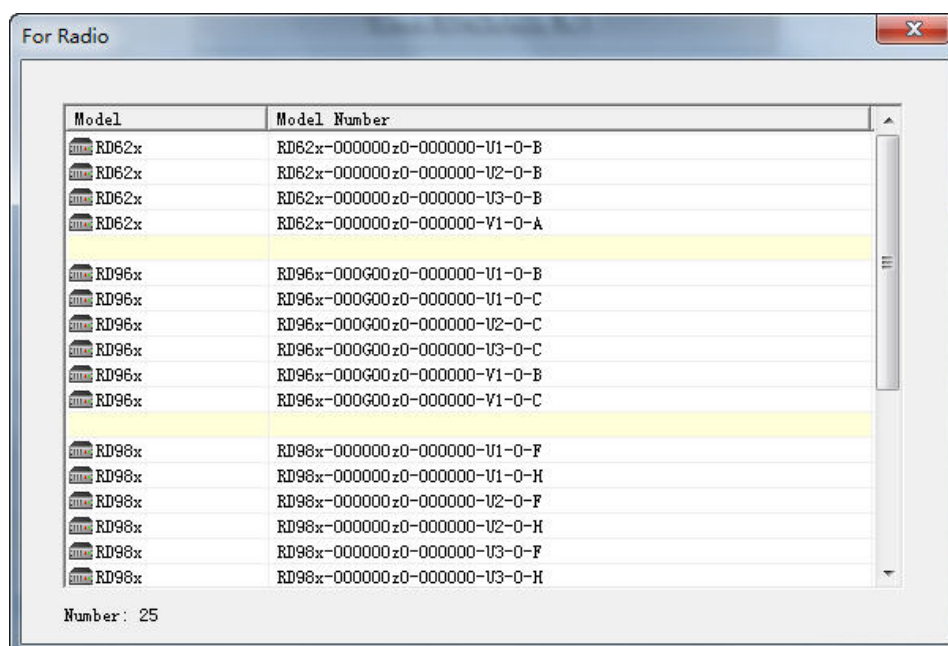 For Radio
Model Model Number
RD62x RD62x-000000z0-000000-U1-0-B
RD62x RD62x-000000z0-000000-U2-0-B
RD62x RD62x-000000z0-000000-U3-0-B
RD62x RD62x-000000z0-000000-V1-0-A
RD96x RD96x-000G00z0-000000-U1-0-B
RD96x RD96x-000G00z0-000000-U1-0-C
RD96x RD96x-000G00z0-000000-U2-0-C
RD96x RD96x-000G00z0-000000-U3-0-C
RD96x RD96x-000G00z0-000000-V1-0-B
RD96x RD96x-000G00z0-000000-V1-0-C
RD98x RD98x-000000z0-000000-U1-0-F
RD98x RD98x-000000z0-000000-U1-0-H
RD98x RD98x-000000z0-000000-U2-0-F
RD98x RD98x-000000z0-000000-U2-0-H
RD98x RD98x-000000z0-000000-U3-0-F
RD98x RD98x-000000z0-000000-U3-0-H
Number: 25